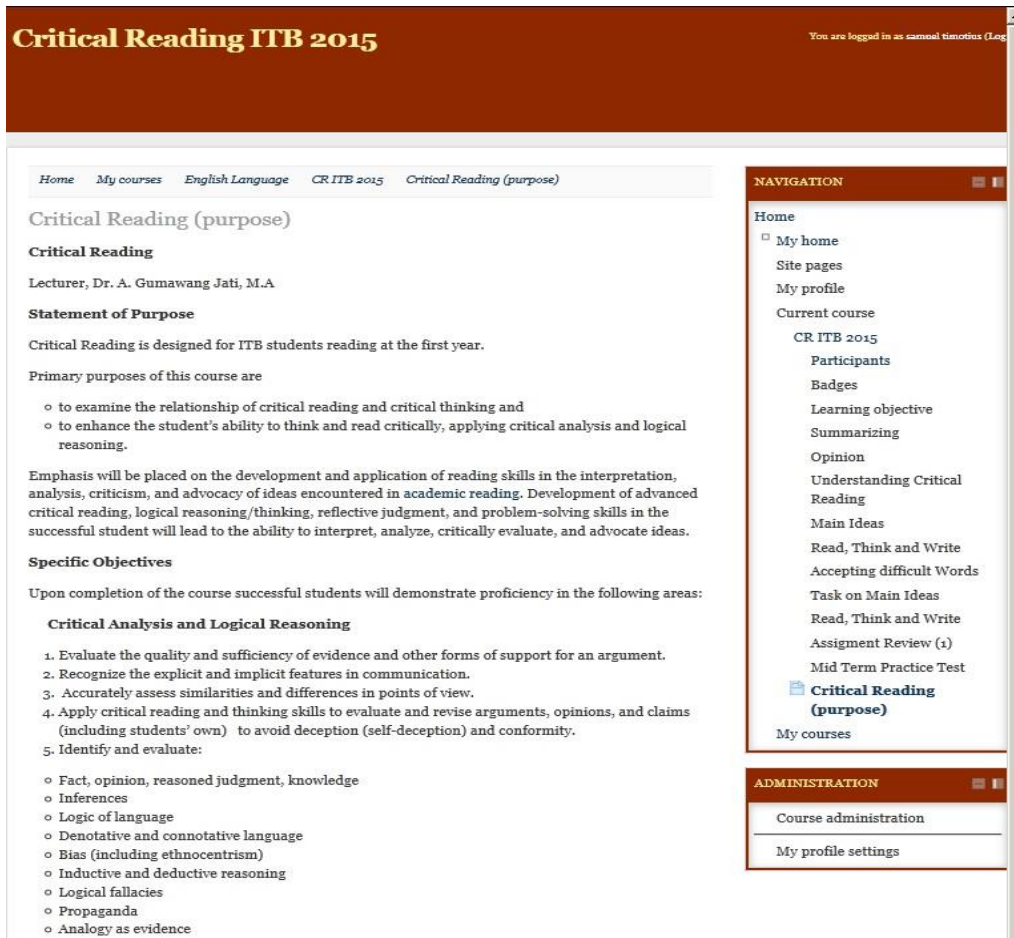 Critical Reading ITB 2015
You are logged in as samuel timotius (Log
Home My courses English Language CR ITB 2015 Critical Reading (purpose)
Critical Reading (purpose)
Critical Reading
Lecturer, Dr. A. Gumawang Jati, M.A
Statement of Purpose
Critical Reading is designed for ITB students reading at the first year.
Primary purposes of this course are
to examine the relationship of critical reading and critical thinking and
to enhance the student's ability to think and read critically, applying critical analysis and logical
reasoning.
Emphasis will be placed on the development and application of reading skills in the interpretation,
analysis, criticism, and advocacy of ideas encountered in academic reading. Development of advanced
critical reading, logical reasoning/thinking, reflective judgment, and problem-solving skills in the
successful student will lead to the ability to interpret, analyze, critically evaluate, and advocate ideas.
Specific Objectives
Upon completion of the course successful students will demonstrate proficiency in the following areas:
Critical Analysis and Logical Reasoning
1. Evaluate the quality and sufficiency of evidence and other forms of support for an argument.
2. Recognize the explicit and implicit features in communication.
3. Accurately assess similarities and differences in points of view.
4. Apply critical reading and thinking skills to evaluate and revise arguments, opinions, and claims
(including students' own) to avoid deception (self-deception) and conformity.
5. Identify and evaluate:
Fact, opinion, reasoned judgment, knowledge
Inferences
Logic of language
Denotative and connotative language
Bias (including ethnocentrism)
Inductive and deductive reasoning
Logical fallacies
Propaganda
Analogy as evidence
NAVIGATION
Home
My home
Site pages
My profile
Current course
CR ITB 2015
Participants
Badges
Learning objective
Summarizing
Opinion
Understanding Critical
Reading
Main Ideas
Read, Think and Write
Accepting difficult Words
Task on Main Ideas
Read, Think and Write
Assigment Review (1)
Mid Term Practice Test
Critical Reading
(purpose)
My courses
ADMINISTRATION
Course administration
My profile settings